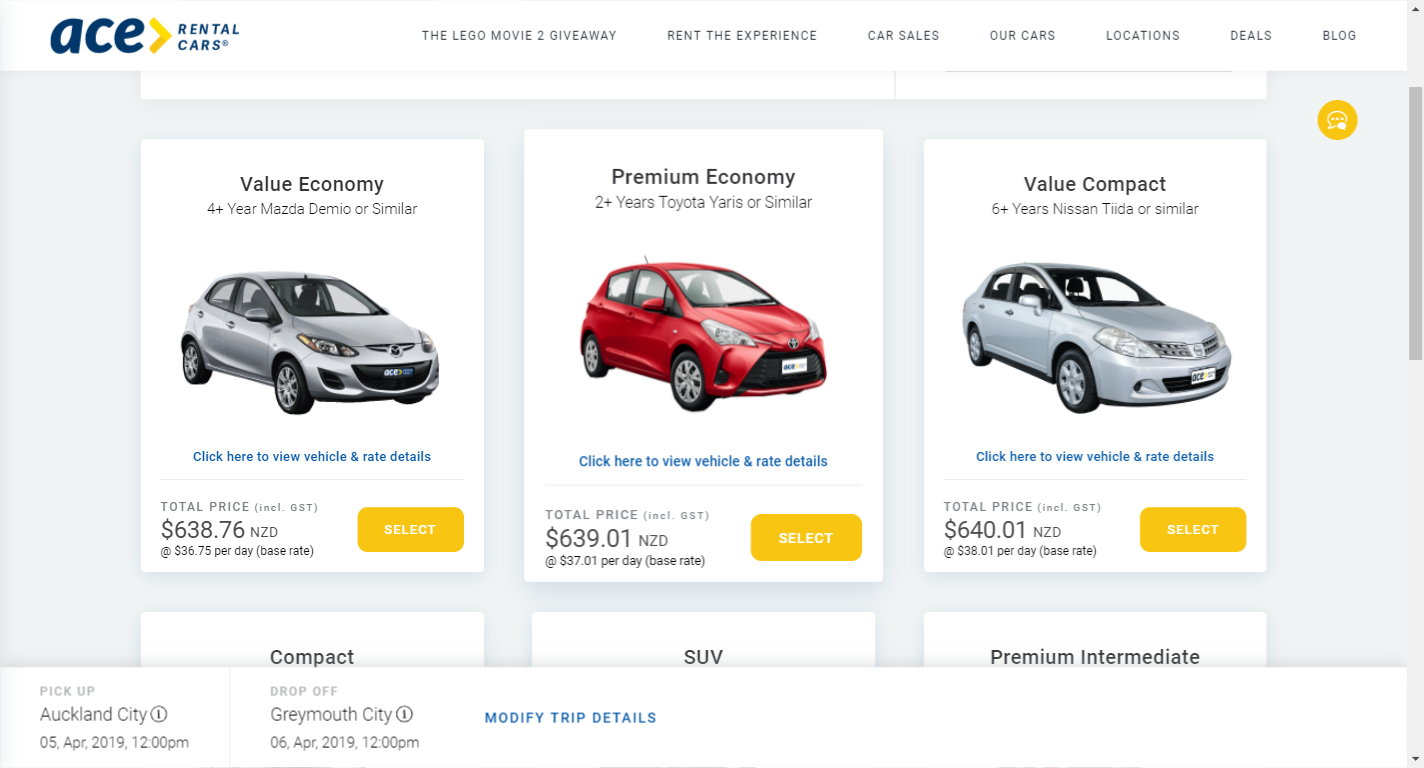 ace RENTAL CARS®
THE LEGO MOVIE 2 GIVEAWAY
RENT THE EXPERIENCE
CAR SALES
OUR CARS
LOCATIONS
DEALS
BLOG
Value Economy
4+ Year Mazda Demio or Similar
ace
Click here to view vehicle & rate details
TOTAL PRICE (incl. GST)
$638.76 NZD
@ $36.75 per day (base rate)
SELECT
Premium Economy
2+ Years Toyota Yaris or Similar
ace
Click here to view vehicle & rate details
TOTAL PRICE (incl. GST)
$639.01 NZD
@ $37.01 per day (base rate)
SELECT
Value Compact
6+ Years Nissan Tiida or similar
ace
Click here to view vehicle & rate details
TOTAL PRICE (incl. GST)
$640.01 NZD
@ $38.01 per day (base rate)
SELECT
Compact
SUV
Premium Intermediate
PICK UP
Auckland City
05, Apr, 2019, 12:00pm
DROP OFF
Greymouth City
06, Apr, 2019, 12:00pm
MODIFY TRIP DETAILS